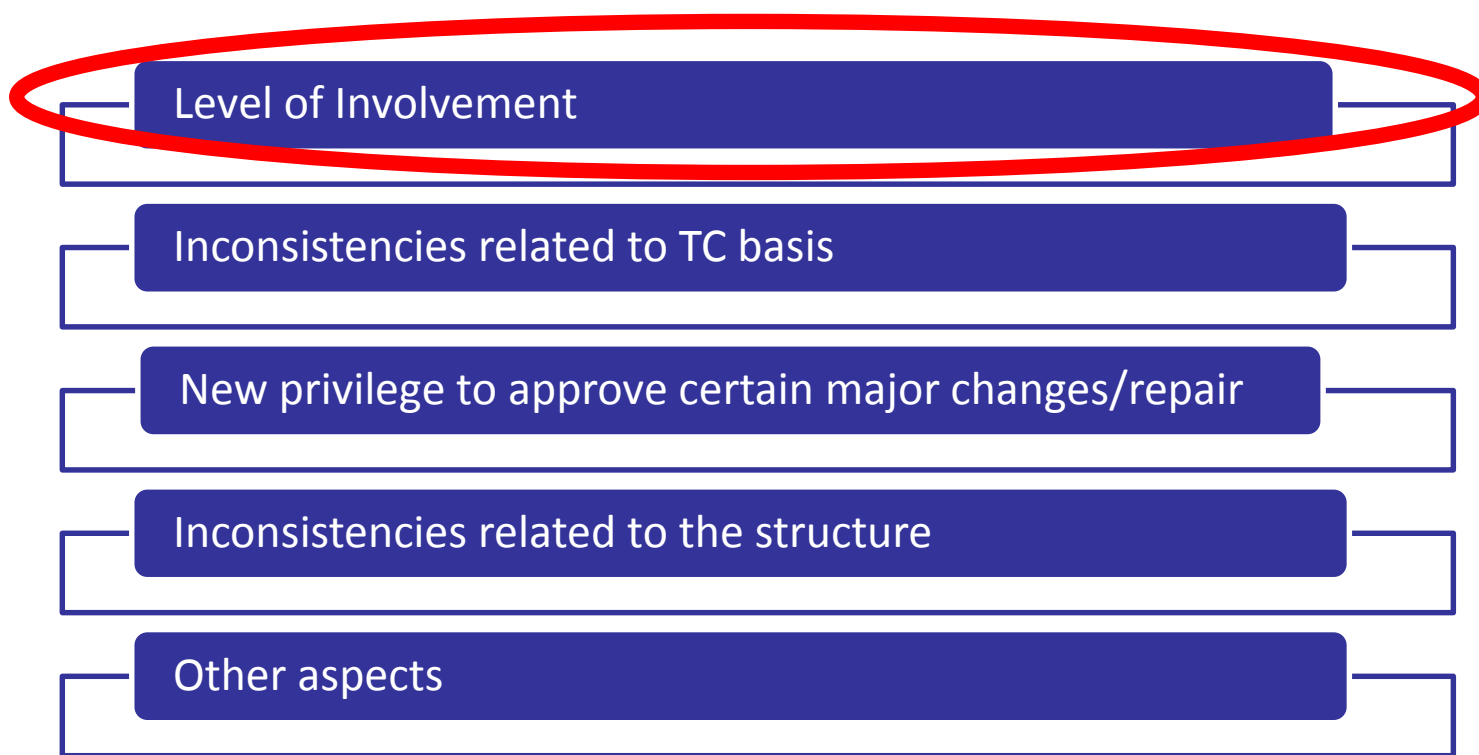 Level of Involvement
Inconsistencies related to TC basis
New privilege to approve certain major changes/repair
Inconsistencies related to the structure
Other aspects